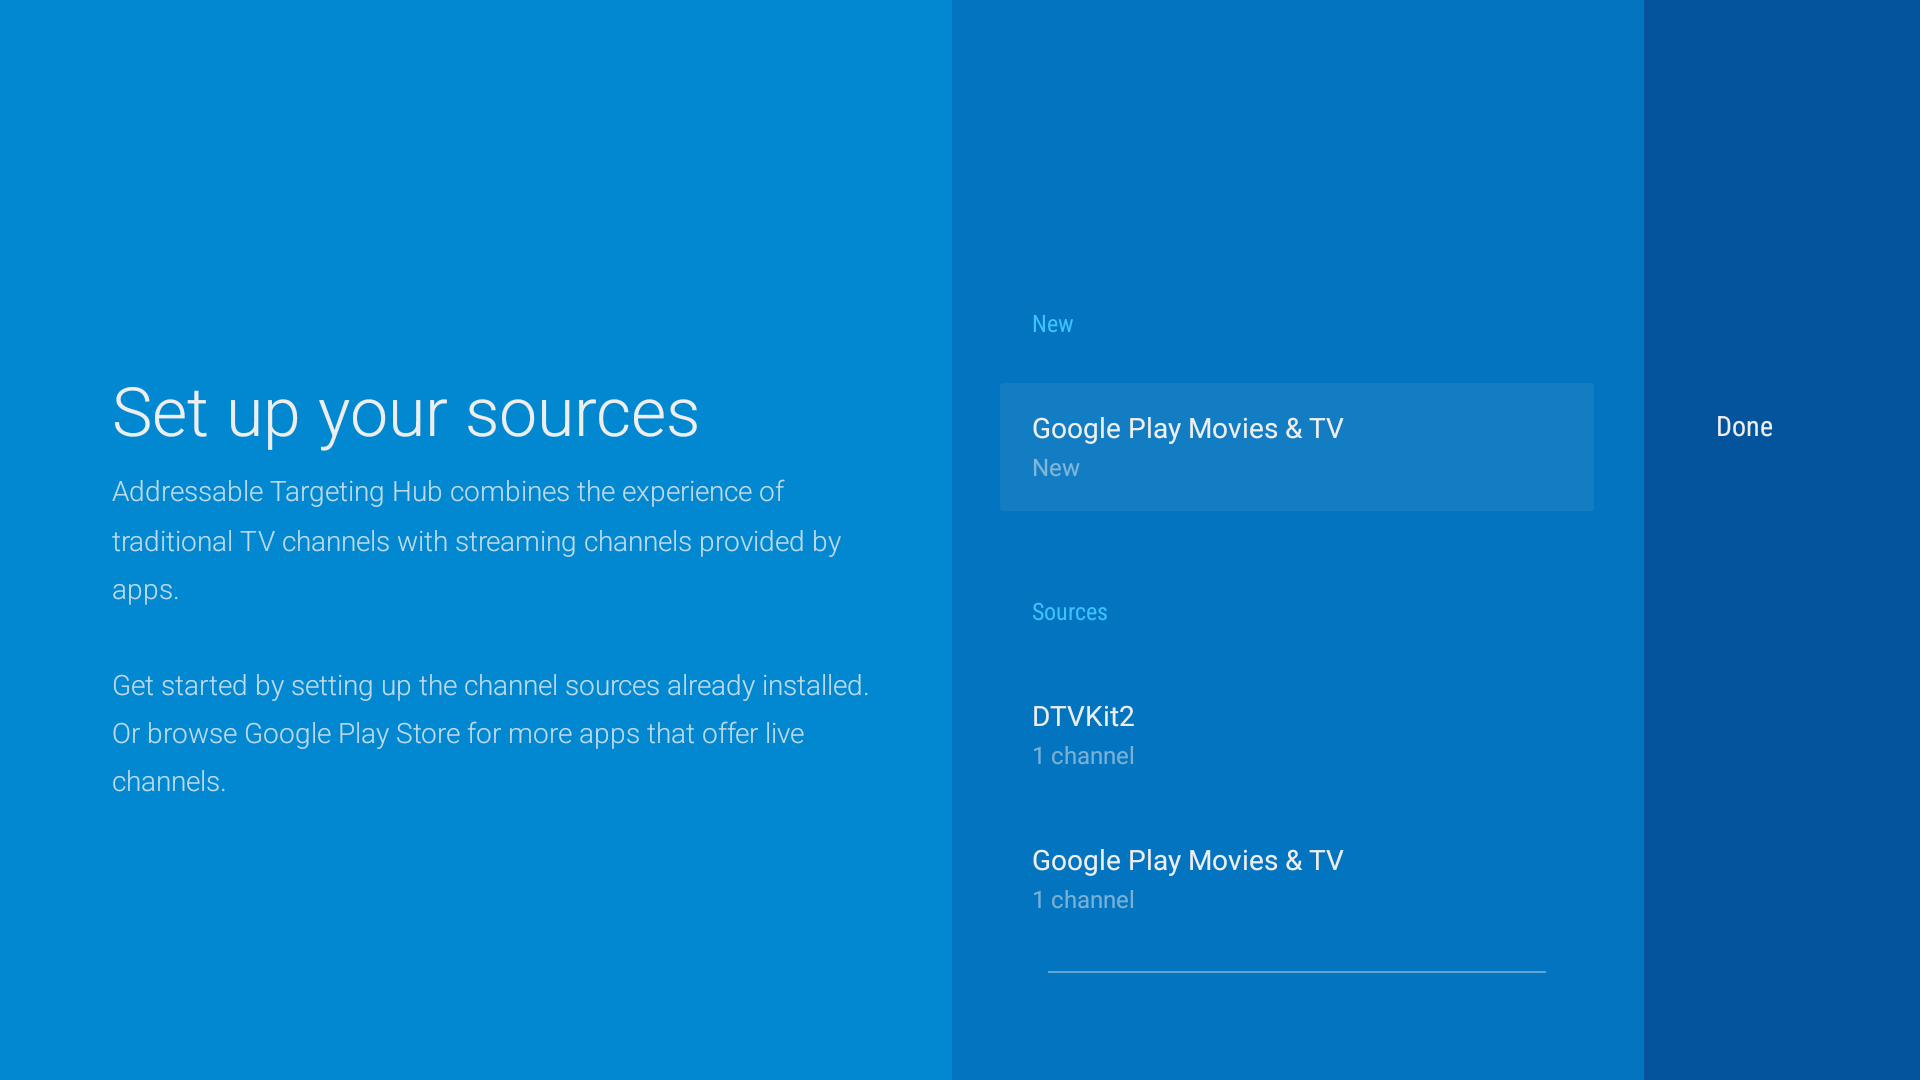 Set up your sources
Addressable Targeting Hub combines the experience of
traditional TV channels with streaming channels provided by
apps.
Get started by setting up the channel sources already installed.
Or browse Google Play Store for more apps that offer live
channels.
New
Google Play Movies & TV
New
Sources
DTVKit2
1 channel
Google Play Movies & TV
1 channel
Done